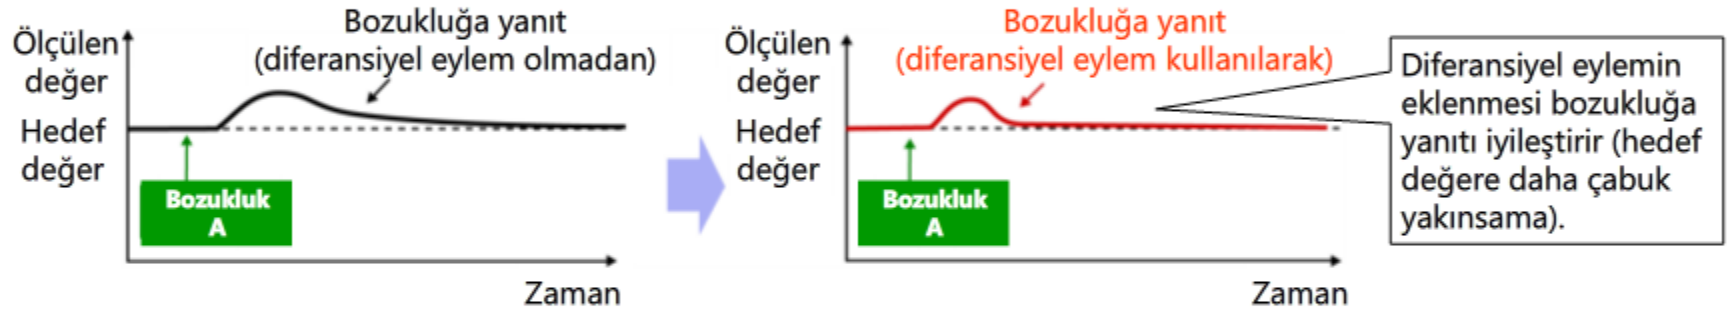 Bozukluğa yanıt
(diferansiyel eylem olmadan)
Ölçülen
değer
Hedef
değer
Bozukluk
A
Zaman
Bozukluğa yanıt
(diferansiyel eylem kullanılarak)
Ölçülen
değer
Hedef
değer
Bozukluk
A
Zaman
Diferansiyel eylemin
eklenmesi bozukluğa
yanıtı iyileştirir (hedef
değere daha çabuk
yakınsama).